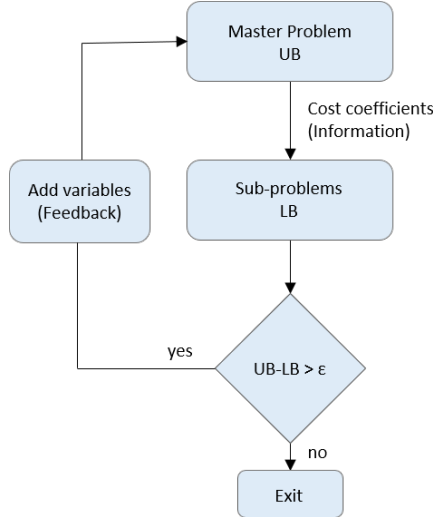 Master Problem
UB
Cost coefficients
(Information)
Add variables
(Feedback)
Sub-problems
LB
yes
UB-LB > ε
no
Exit